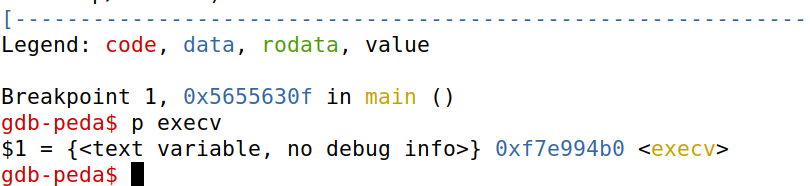 [-------------------------------------------------------------
Legend: code, data, rodata, value
Breakpoint 1, 0x5655630f in main ()
gdb-peda$ p execv
$1 = {<text variable, no debug info>} 0xf7e994b0 <execv>
gdb-peda$